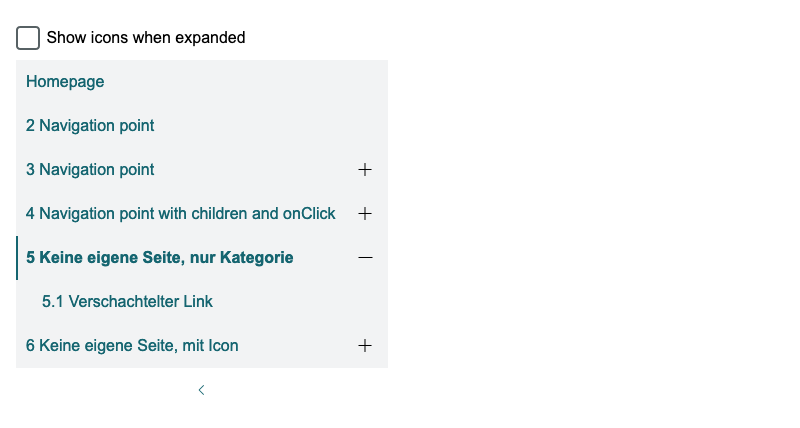 Show icons when expanded
Homepage
2 Navigation point
3 Navigation point
4 Navigation point with children and onClick
5 Keine eigene Seite, nur Kategorie
5.1 Verschachtelter Link
6 Keine eigene Seite, mit Icon